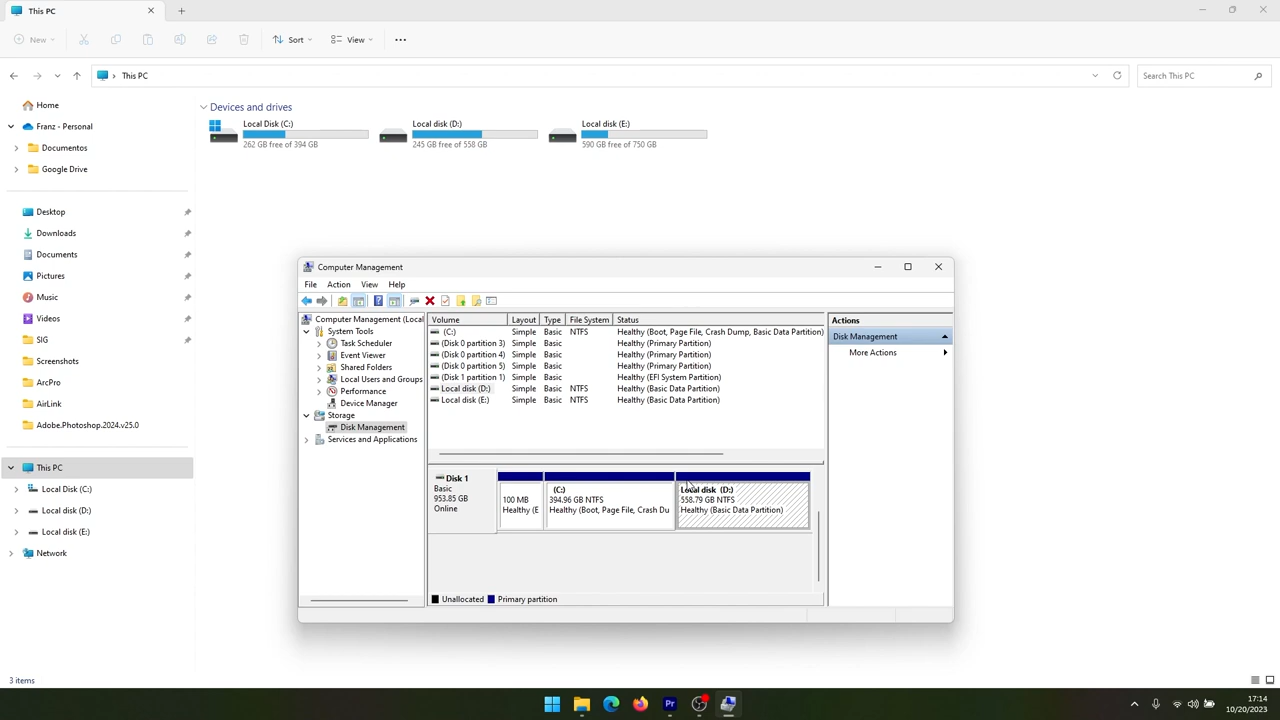 This PC
New
Sort
View
This PC
Search This PC
Home
Franz - Personal
Documentos
Google Drive
Desktop
Downloads
Documents
Pictures
Music
Videos
SIG
Screenshots
ArcPro
AirLink
Adobe.Photoshop.2024.v25.0
This PC
Local Disk (C:)
Local disk (D:)
Local disk (E:)
Network
3 items
Devices and drives
Local Disk (C:)
262 GB free of 394 GB
Local disk (D:)
245 GB free of 558 GB
Local disk (E:)
590 GB free of 750 GB
Computer Management
File Action View Help
Computer Management (Local
System Tools
Task Scheduler
Event Viewer
Shared Folders
Local Users and Groups
Performance
Device Manager
Storage
Disk Management
Services and Applications
Volume Layout Type File System Status
(C:) Simple Basic NTFS Healthy (Boot, Page File, Crash Dump, Basic Data Partition)
(Disk 0 partition 3) Simple Basic Healthy (Primary Partition)
(Disk 0 partition 4) Simple Basic Healthy (Primary Partition)
(Disk 0 partition 5) Simple Basic Healthy (Primary Partition)
(Disk 1 partition 1) Simple Basic Healthy (EFI System Partition)
Local disk (D:) Simple Basic NTFS Healthy (Basic Data Partition)
Local disk (E:) Simple Basic NTFS Healthy (Basic Data Partition)
Disk 1
Basic
953.85 GB
Online
100 MB
Healthy (E
(C:)
394.96 GB NTFS
Healthy (Boot, Page File, Crash Du
Local disk (D:)
558.79 GB NTFS
Healthy (Basic Data Partition)
Unallocated Primary partition
Actions
Disk Management
More Actions
Pr
17:14
10/20/2023